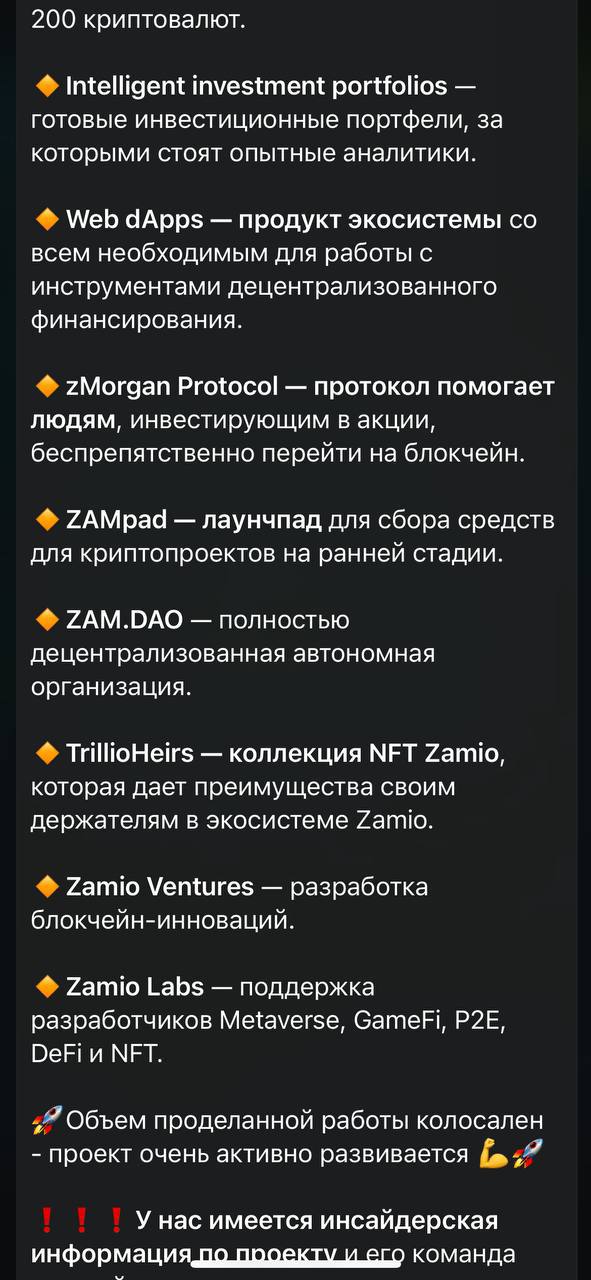 200 криптовалют.
🔸Intelligent investment portfolios —
готовые инвестиционные портфели, за
которыми стоят опытные аналитики.
🔸Web dApps — продукт экосистемы со
всем необходимым для работы с
инструментами децентрализованного
финансирования.
🔸zMorgan Protocol — протокол помогает
людям, инвестирующим в акции,
беспрепятственно перейти на блокчейн.
🔸ZAMpad — лаунчпад для сбора средств
для криптопроектов на ранней стадии.
🔸ZAM.DAO — полностью
децентрализованная автономная
организация.
🔸TrillioHeirs — коллекция NFT Zamio,
которая дает преимущества своим
держателям в экосистеме Zamio.
🔸Zamio Ventures — разработка
блокчейн-инноваций.
🔸Zamio Labs — поддержка
разработчиков Metaverse, GameFi, P2E,
DeFi и NFT.
🚀Объем проделанной работы колосален
- проект очень активно развивается 💪🚀
❗❗❗У нас имеется инсайдерская
информация по проекту и его команда